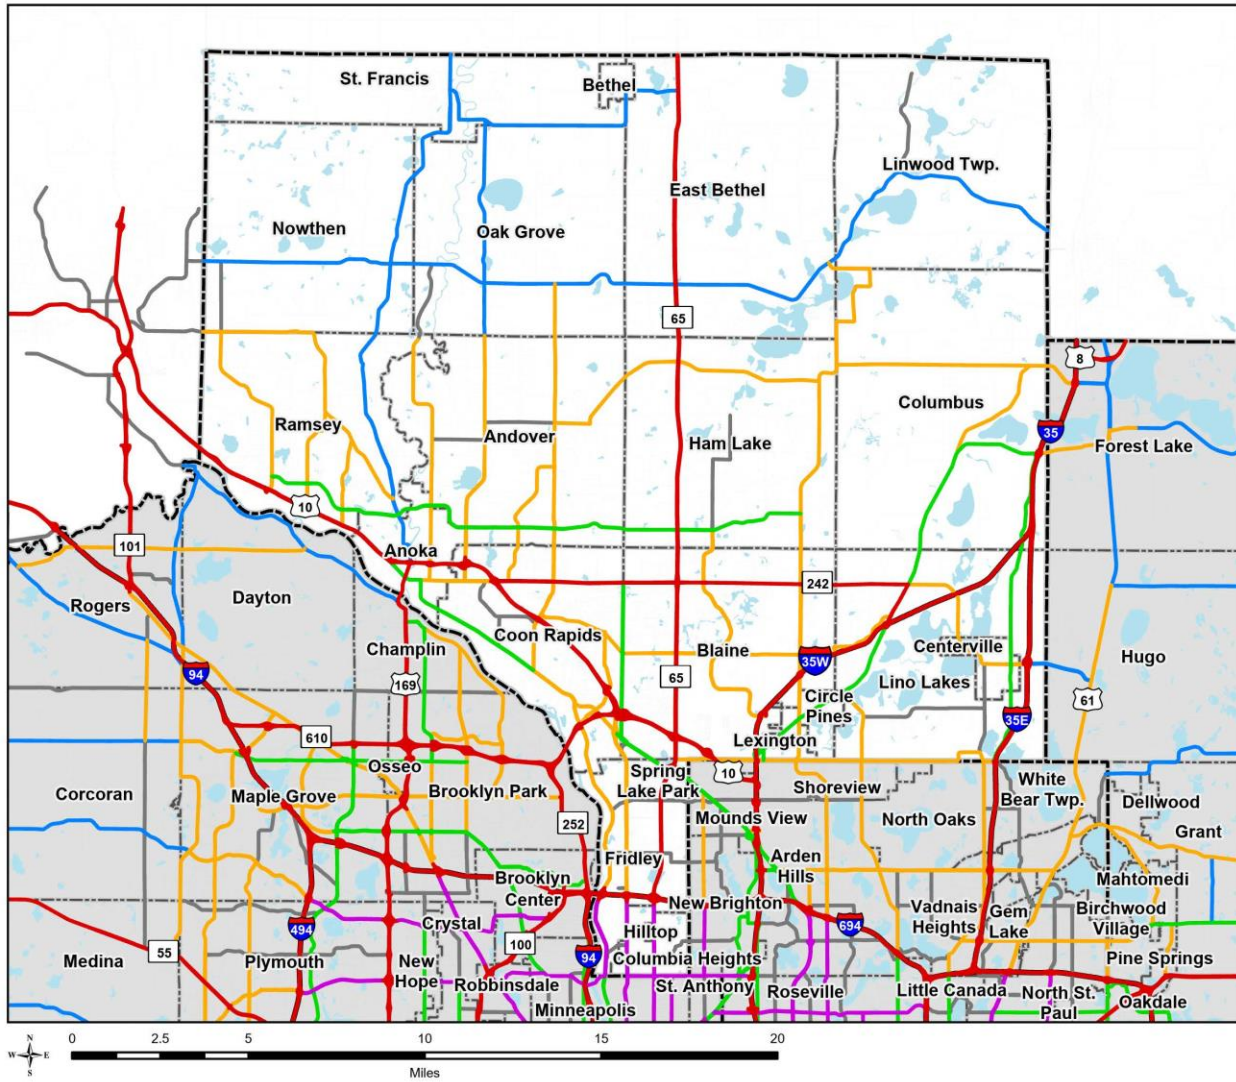 St. Francis
Bethel
Linwood Twp.
East Bethel
Nowthen
Oak Grove
65
8
Columbus
Ramsey
Andover
Ham Lake
35
Forest Lake
10
101
Anoka
242
Rogers
Dayton
Coon Rapids
Champlin
Blaine
Centerville
Hugo
94
169
65
35W
Lino Lakes
Circle
Pines
61
610
35E
Lexington
Osseo
Spring
Lake Park
10
Shoreview
White
Bear Twp.
Corcoran
Maple Grove
Brooklyn Park
Dellwood
252
Mounds View
North Oaks
Grant
Fridley
Arden
Hills
Brooklyn
Center
Mahtomedi
New Brighton
Vadnais
Heights
Gem
Lake
Birchwood
Village
494
Crystal
Hilltop
694
55
100
Medina
Plymouth
New
Hope
94
Columbia Heights
Pine Springs
Robbinsdale
St. Anthony
Roseville
Little Canada
North St.
Paul
Oakdale
Minneapolis
N
W E
S
0 2.5 5 10 15 20
Miles